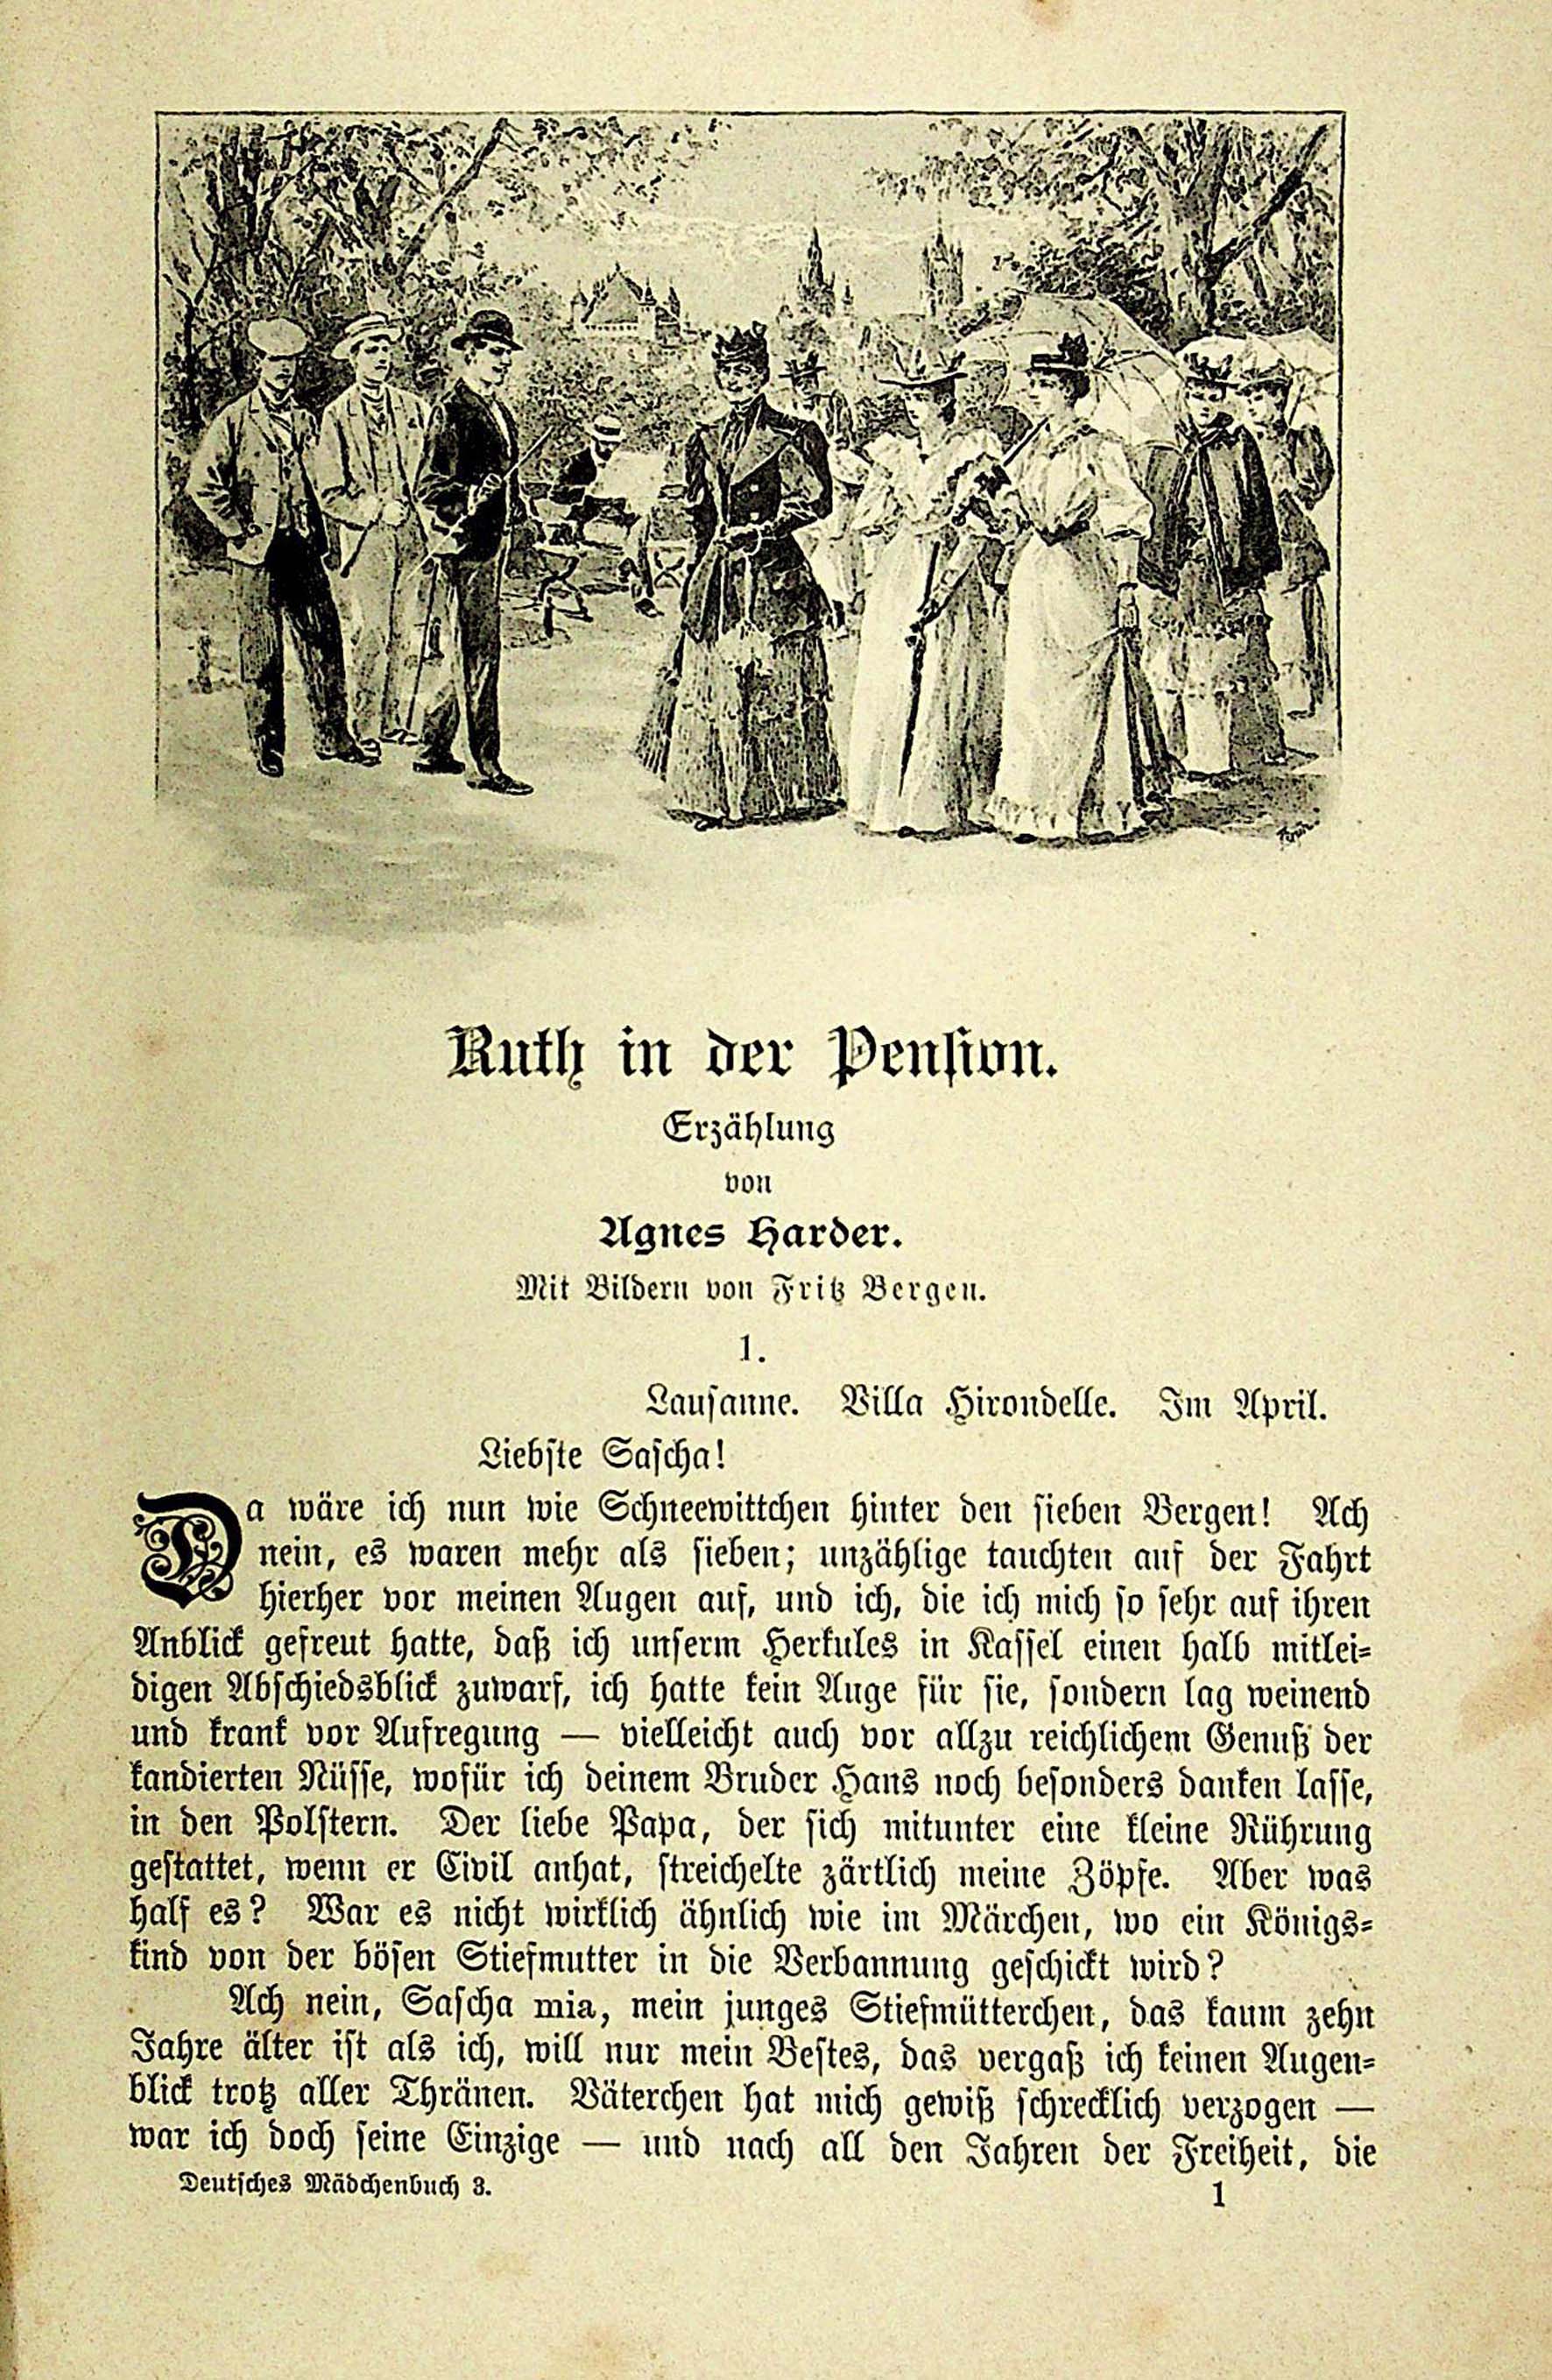 Ruth in der Pension.
Erzählung
von
Agnes Harder.
Mit Bildern von Fritz Bergen.
1.
Lausanne. Villa Hirondelle. Im April.
Liebste Sascha!
Da wäre ich nun wie Schneewittchen hinter den sieben Bergen! Ach
nein, es waren mehr als sieben; unzählige tauchten auf der Fahrt
hierher vor meinen Augen auf, und ich, die ich mich so sehr auf ihren
Anblick gefreut hatte, daß ich unserm Herkules in Kassel einen halb mitlei-
digen Abschiedsblick zuwarf, ich hatte kein Auge für sie, sondern lag weinend
und krank vor Aufregung — vielleicht auch vor allzu reichlichem Genuß der
kandierten Nüsse, wofür ich deinem Bruder Hans noch besonders danken lasse,
in den Polstern. Der liebe Papa, der sich mitunter eine kleine Rührung
gestattet, wenn er Civil anhat, streichelte zärtlich meine Zöpfe. Aber was
half es? War es nicht wirklich ähnlich wie im Märchen, wo ein Königs-
kind von der bösen Stiefmutter in die Verbannung geschickt wird?
Ach nein, Sascha mia, mein junges Stiefmütterchen, das kaum zehn
Jahre älter ist als ich, will nur mein Bestes, das vergaß ich keinen Augen-
blick trotz aller Thränen. Väterchen hat mich gewiß schrecklich verzogen —
war ich doch seine Einzige — und nach all den Jahren der Freiheit, die
Deutsches Mädchenbuch 3.
1